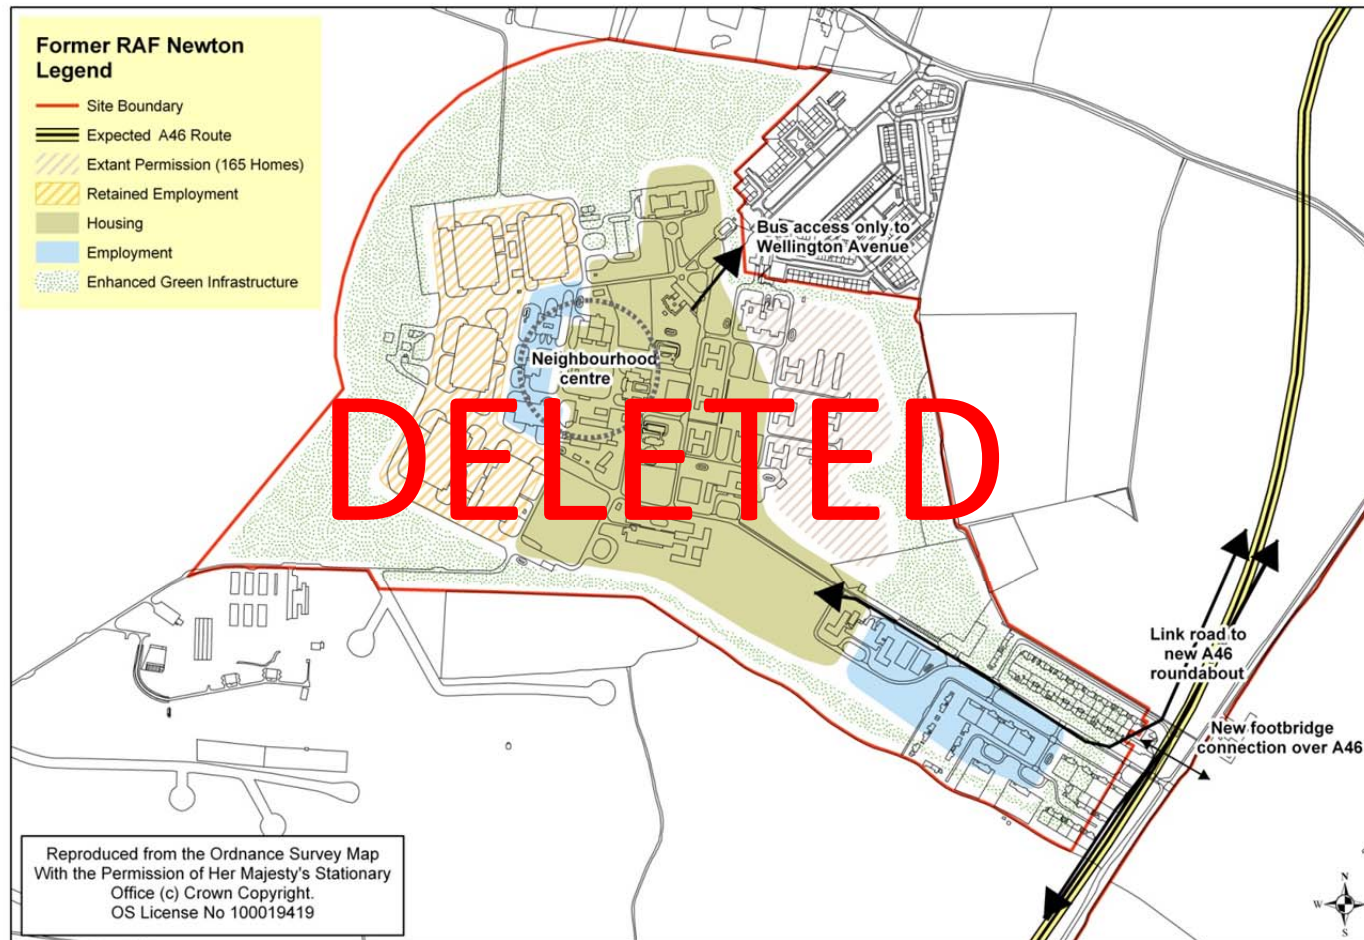 Former RAF Newton
Legend
Site Boundary
Expected A46 Route
Extant Permission (165 Homes)
Retained Employment
Housing
Employment
Enhanced Green Infrastructure
Bus access only to
Wellington Avenue
Neighbourhood
centre
DELETED
Link road to
new A46
roundabout
New footbridge
connection over A46
Reproduced from the Ordnance Survey Map
With the Permission of Her Majesty's Stationary
Office (c) Crown Copyright.
OS License No 100019419
N
W
S